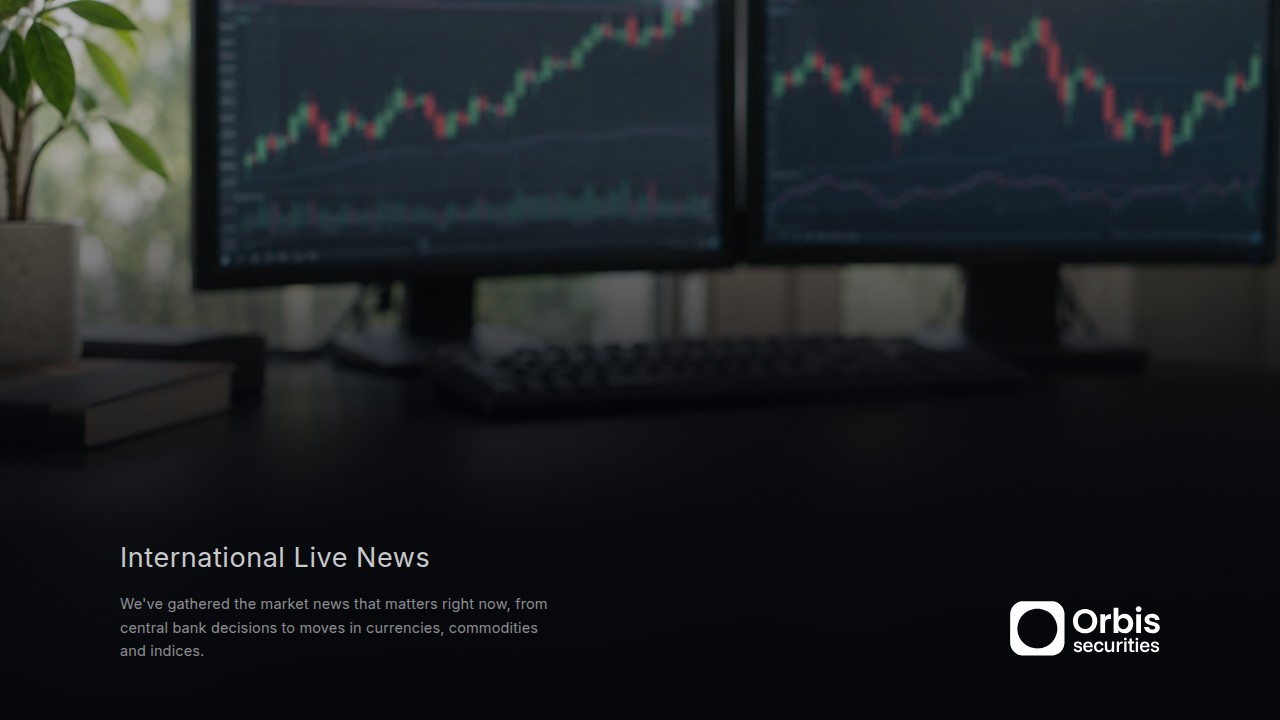 International Live News
We've gathered the market news that matters right now, from
central bank decisions to moves in currencies, commodities
and indices.
Orbis
securities